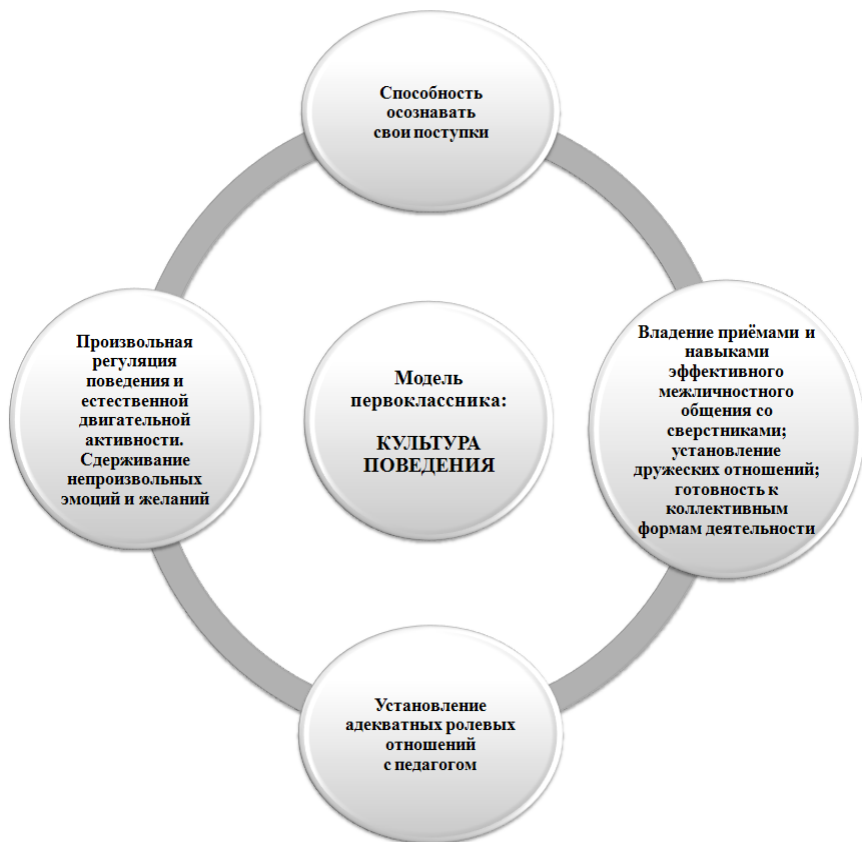 Способность
осознавать
свои поступки
Произвольная
регуляция
поведения и
естественной
двигательной
активности.
Сдерживание
непроизвольных
эмоций и желаний
Модель
первоклассника:
КУЛЬТУРА
ПОВЕДЕНИЯ
Владение приёмами и
навыками
эффективного
межличностного
общения со
сверстниками;
установление
дружеских отношений;
готовность к
коллективным
формам деятельности
Установление
адекватных ролевых
отношений
с педагогом